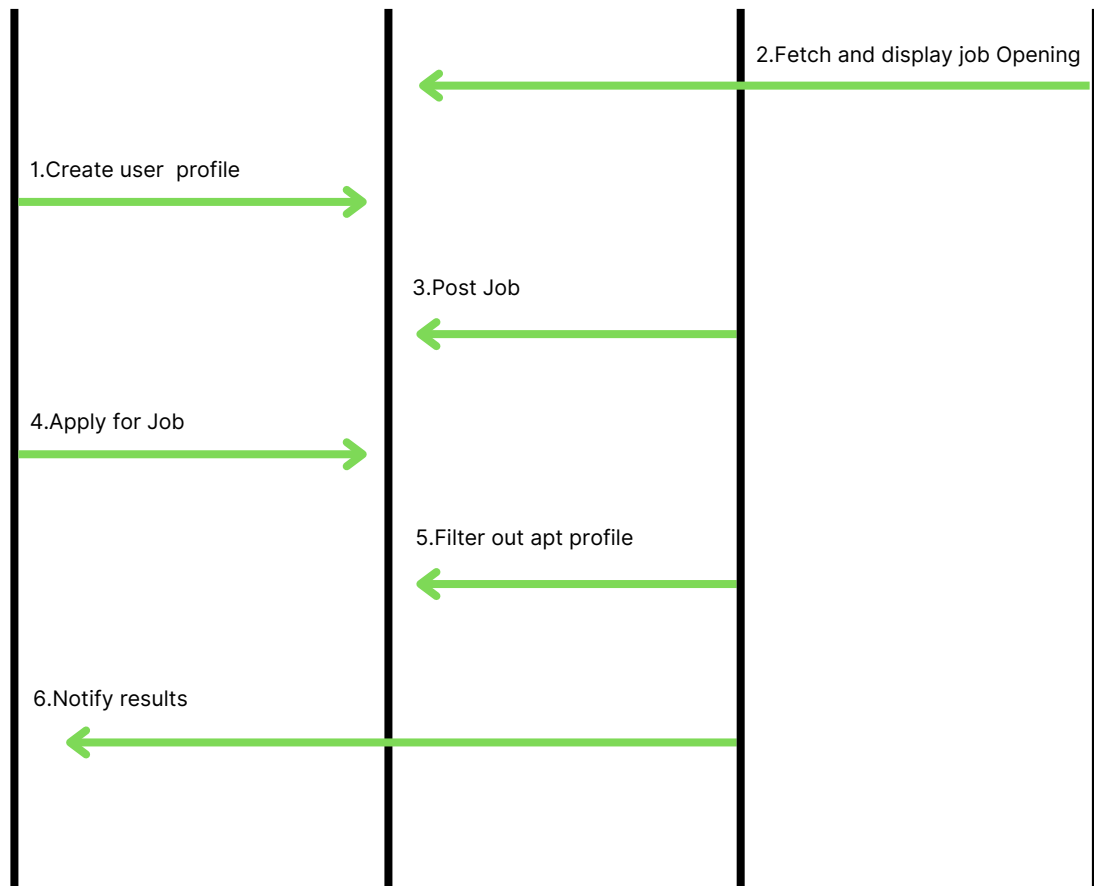 2.Fetch and display job Opening
1.Create user  profile
3.Post Job
4.Apply for Job
5.Filter out apt profile
6.Notify results